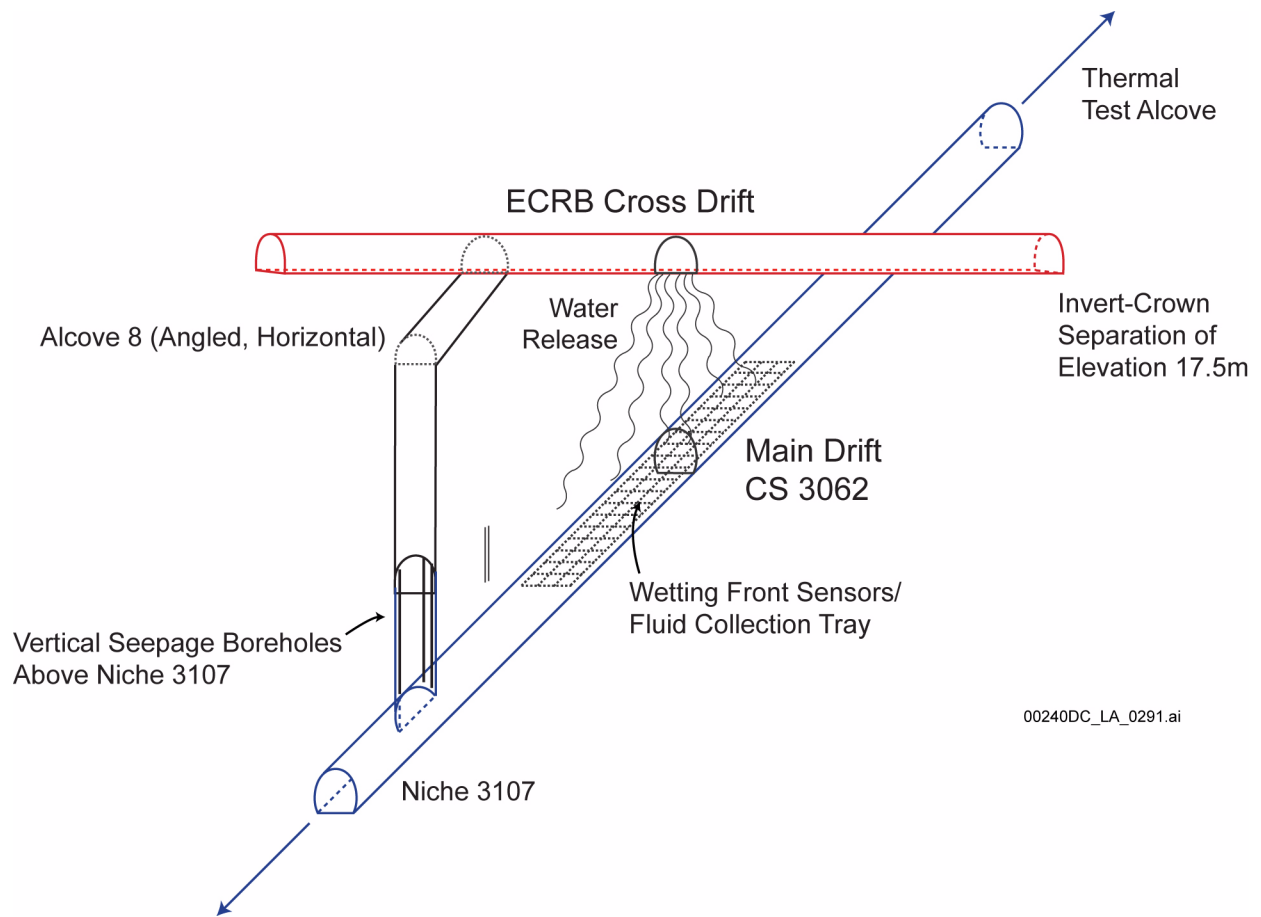 Thermal
Test Alcove
ECRB Cross Drift
Water
Release
Alcove 8 (Angled, Horizontal)
Invert-Crown
Separation of
Elevation 17.5m
Main Drift
CS 3062
Wetting Front Sensors/
Fluid Collection Tray
Vertical Seepage Boreholes
Above Niche 3107
00240DC_LA_0291.ai
Niche 3107